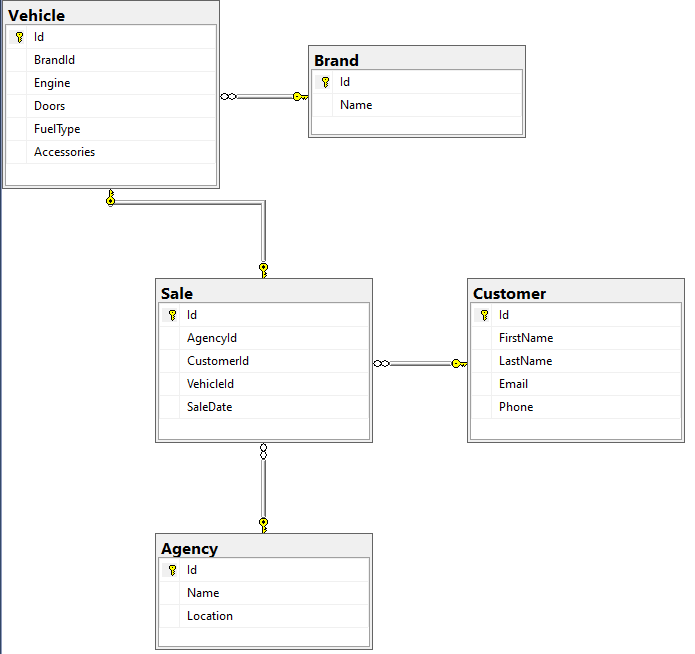 Vehicle
Id
BrandId
Engine
Doors
FuelType
Accessories
Brand
Id
Name
Sale
Id
AgencyId
CustomerId
VehicleId
SaleDate
Customer
Id
FirstName
LastName
Email
Phone
Agency
Id
Name
Location